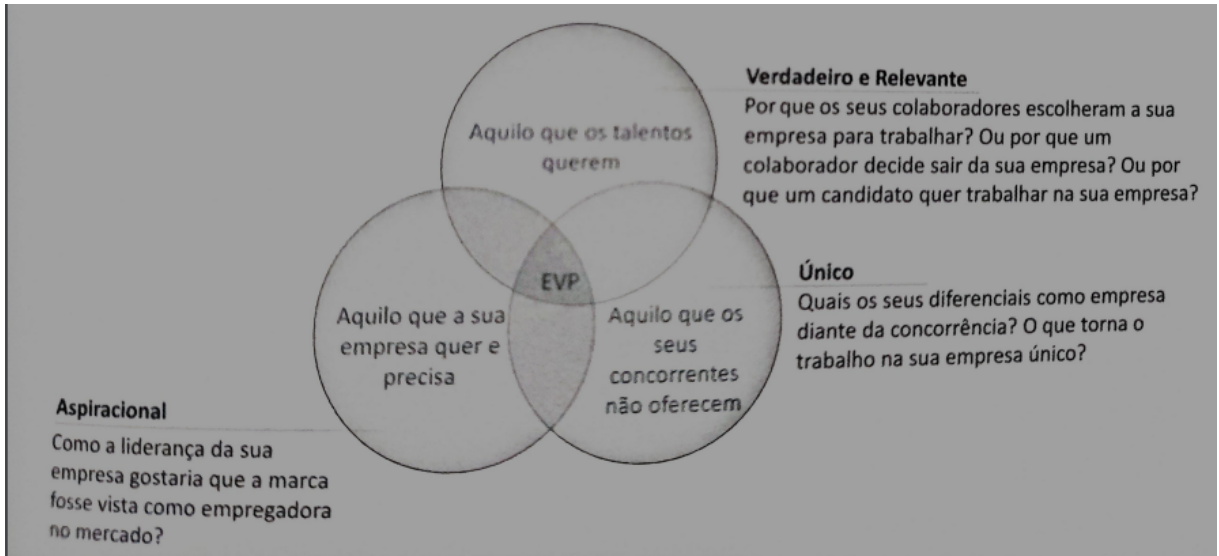 Aquilo que os talentos
querem
Verdadeiro e Relevante
Por que os seus colaboradores escolheram a sua
empresa para trabalhar? Ou por que um
colaborador decide sair da sua empresa? Ou por
que um candidato quer trabalhar na sua empresa?
EVP
Aquilo que a sua
empresa quer e
precisa
Aquilo que os
seus
concorrentes
não oferecem
Único
Quais os seus diferenciais como empresa
diante da concorrência? O que torna o
trabalho na sua empresa único?
Aspiracional
Como a liderança da sua
empresa gostaria que a marca
fosse vista como empregadora
no mercado?